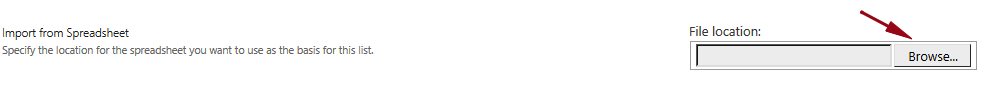 Import from Spreadsheet
Specify the location for the spreadsheet you want to use as the basis for this list.
File location:
Browse...